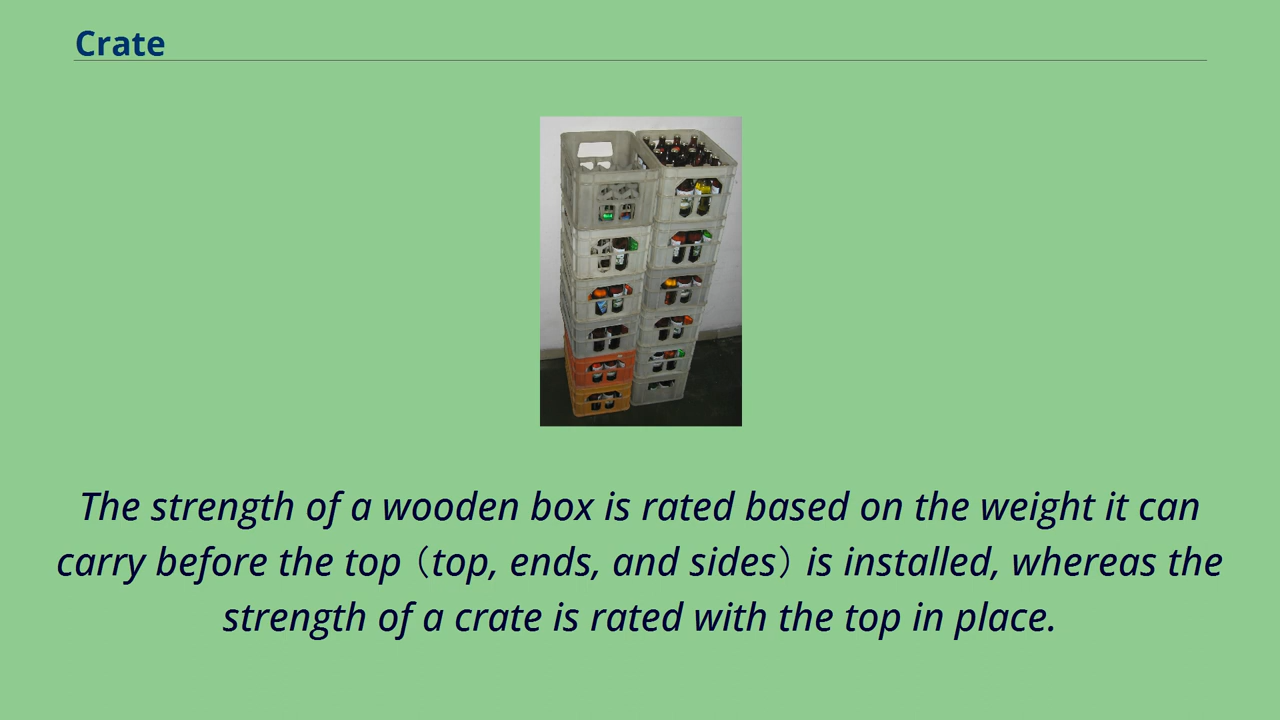 Crate
The strength of a wooden box is rated based on the weight it can
carry before the top（top, ends, and sides）is installed, whereas the
strength of a crate is rated with the top in place.